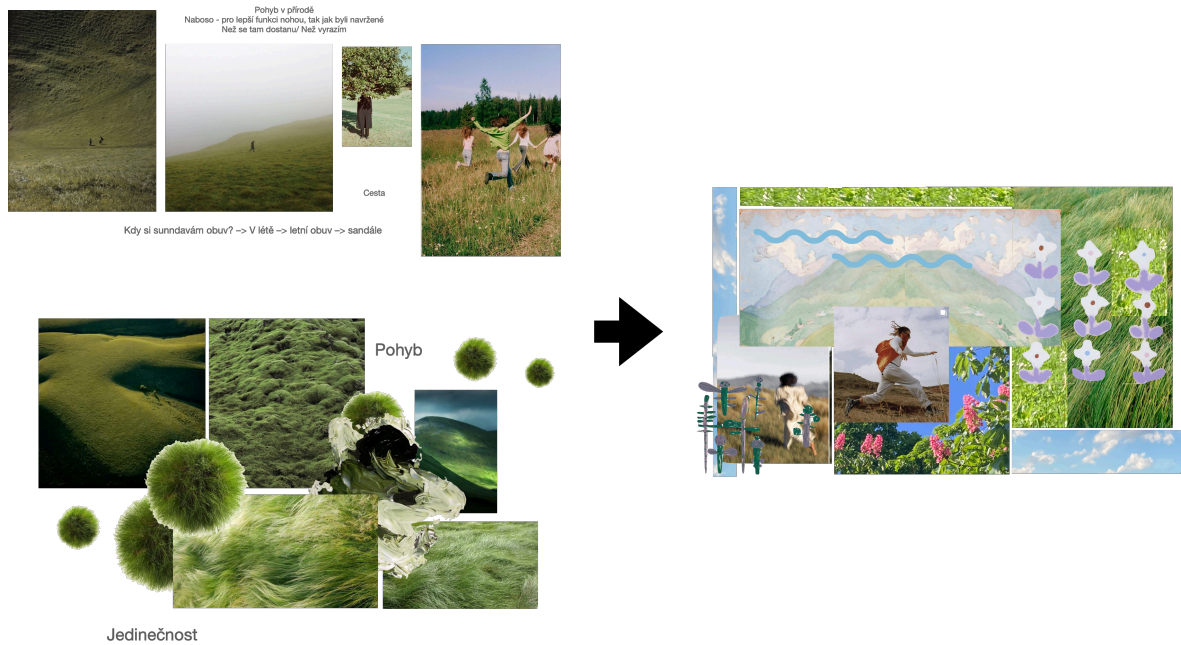 Pohyb v přírodě
Naboso - pro lepší funkci nohou, tak jak byli navržené
Než se tam dostanu/ Než vyrazím
Cesta
Kdy si sunndavám obuv? –> V létě –> letní obuv –> sandále
Pohyb
Jedinečnost